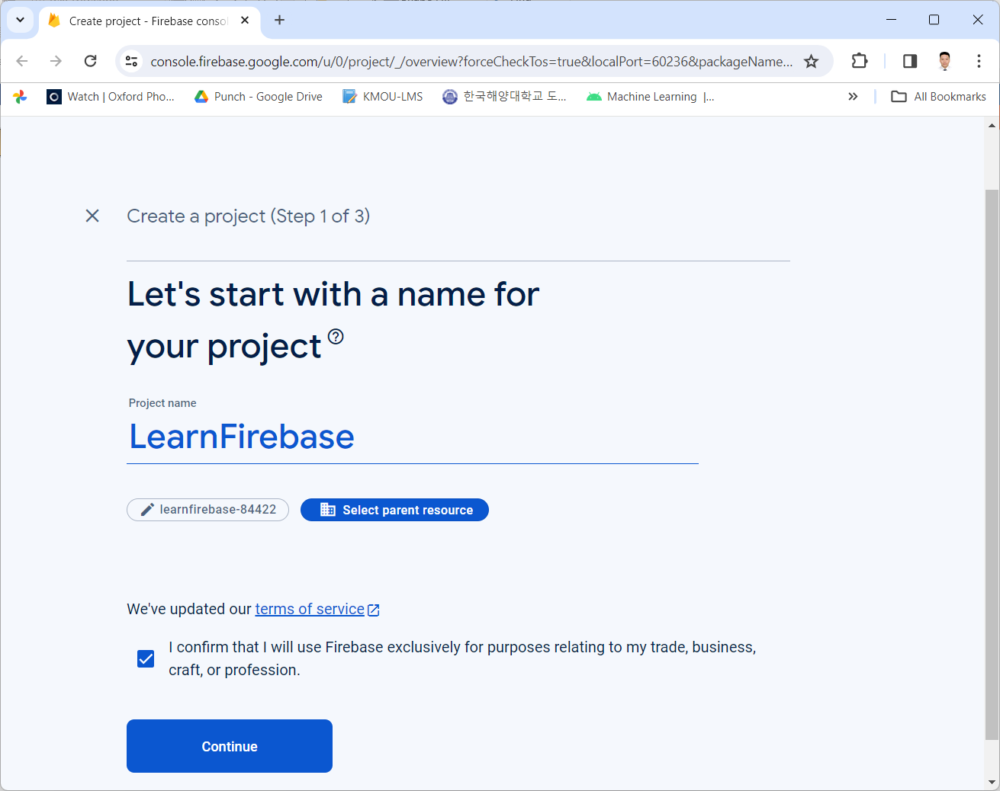 Create project - Firebase conso
console.firebase.google.com/u/0/project/_/overview?forceCheckTos=true&localPort=60236&packageName...
Watch | Oxford Pho... Punch - Google Drive KMOU-LMS 한국해양대학교 도... Machine Learning |... » All Bookmarks
Create a project (Step 1 of 3)
Let's start with a name for
your project ?
Project name
LearnFirebase
learnfirebase-84422 Select parent resource
We've updated our terms of service
I confirm that I will use Firebase exclusively for purposes relating to my trade, business,
craft, or profession.
Continue